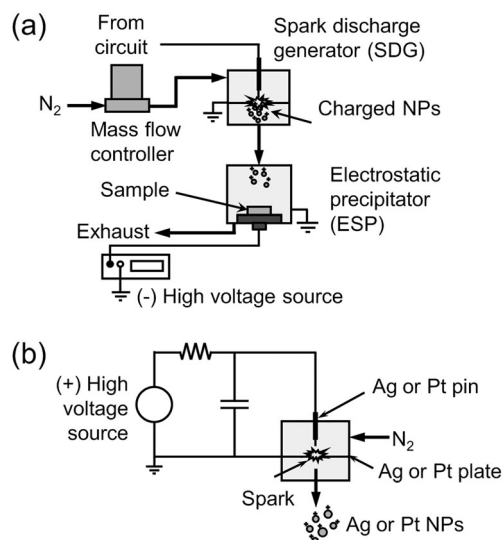 (a)
From
circuit
Spark discharge
generator (SDG)
N2
Mass flow
controller
Charged NPs
Sample
Electrostatic
precipitator
(ESP)
Exhaust
(-) High voltage source
(b)
(+) High
voltage
source
Ag or Pt pin
N2
Ag or Pt plate
Spark
Ag or Pt NPs